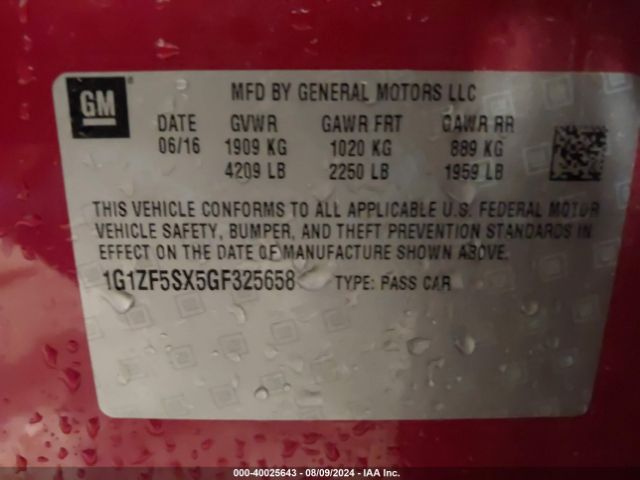 GM ®
MFD BY GENERAL MOTORS LLC
DATE GVWR GAWR FRT GAWR RR
06/16 1909 KG 1020 KG 889 KG
4209 LB 2250 LB 1959 LB
THIS VEHICLE CONFORMS TO ALL APPLICABLE U.S. FEDERAL MOTOR
VEHICLE SAFETY, BUMPER, AND THEFT PREVENTION STANDARDS IN
EFFECT ON THE DATE OF MANUFACTURE SHOWN ABOVE.
1G1ZF5SX5GF325658 TYPE: PASS CAR
000-40025643 - 08/09/2024 - IAA Inc.